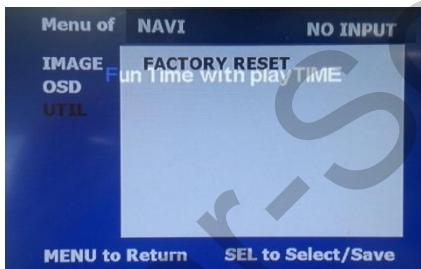 Menu of NAVI NO INPUT
IMAGE FACTORY RESET
Fun Time with playTIME
OSD
UTIL
MENU to Return SEL to Select/Save